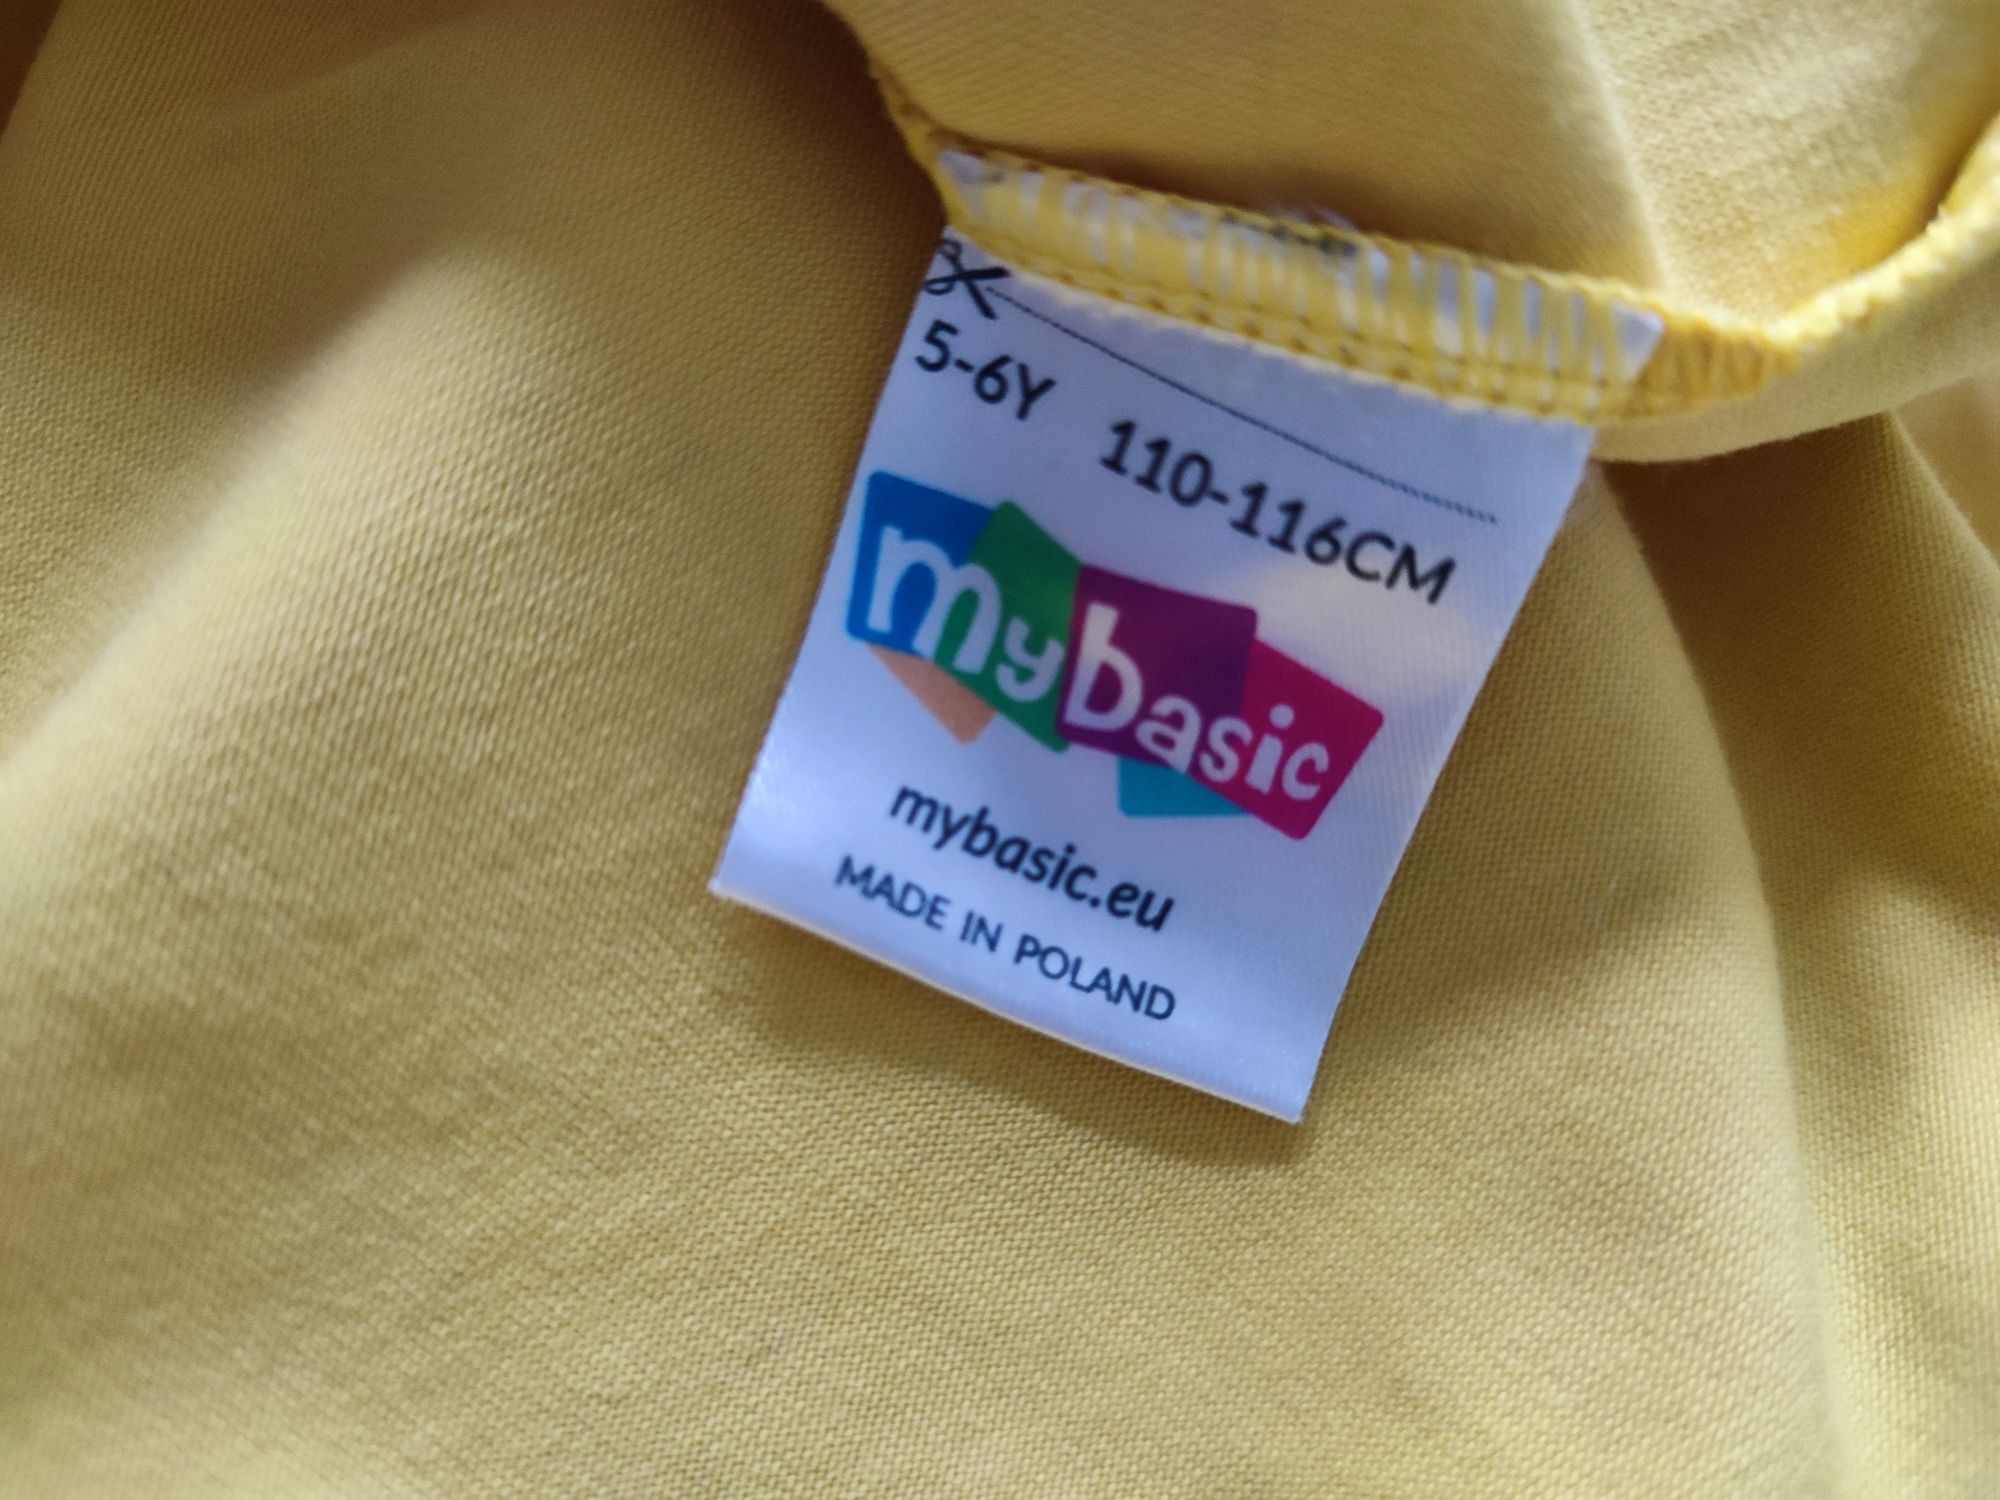 5-6Y 110-116CM
mybasic
mybasic.eu
MADE IN POLAND